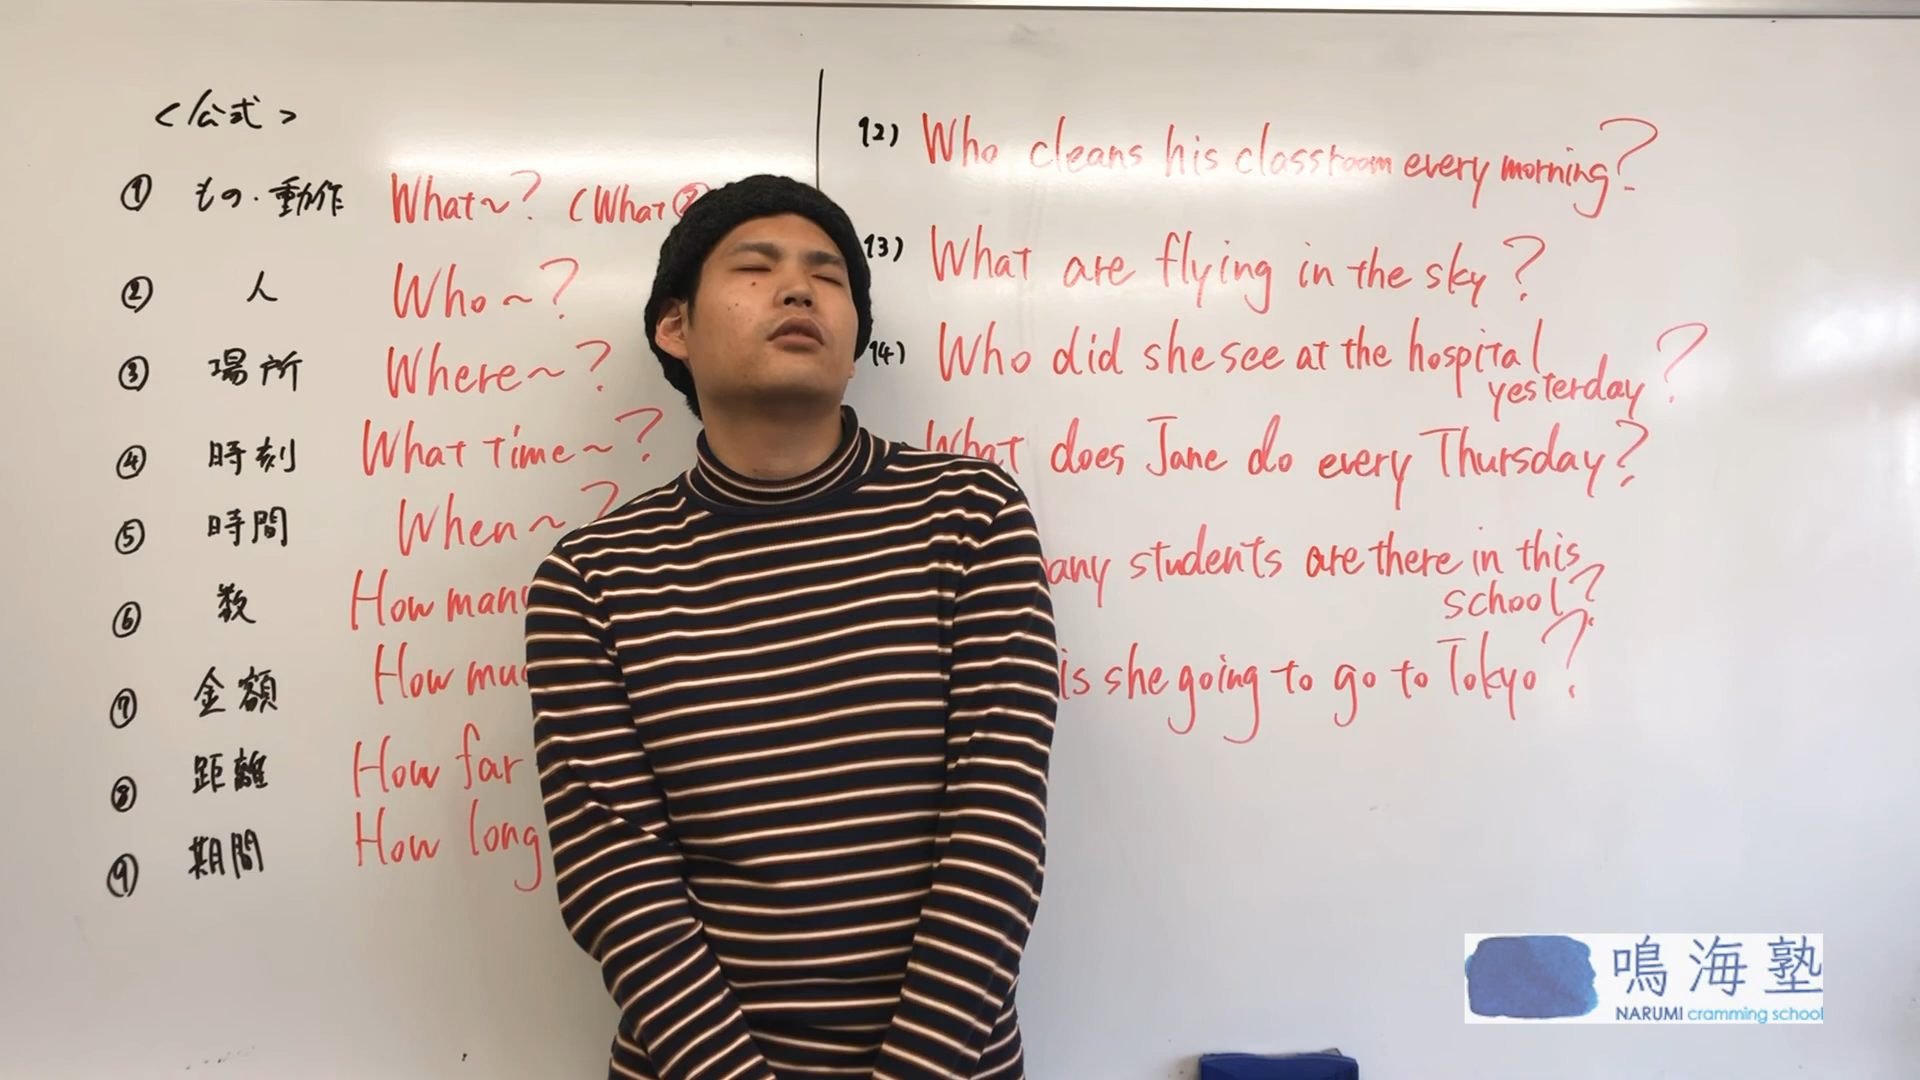 <公式>
① もの・動作 What～? (What
② 人 Who～?
③ 場所 Where～?
④ 時刻 What time～?
⑤ 時間 When～?
⑥ 数 How many
⑦ 金額 How
⑧ 距離 How far
⑨ 期間 How long
12) Who cleans his classroom every morning?
13) What are flying in the sky?
14) Who did she see at the hospital
yesterday?
What does Jane do every Thursday?
students are there in this
school?
is she going to go to Tokyo?
鳴海塾
NARUMI cramming school